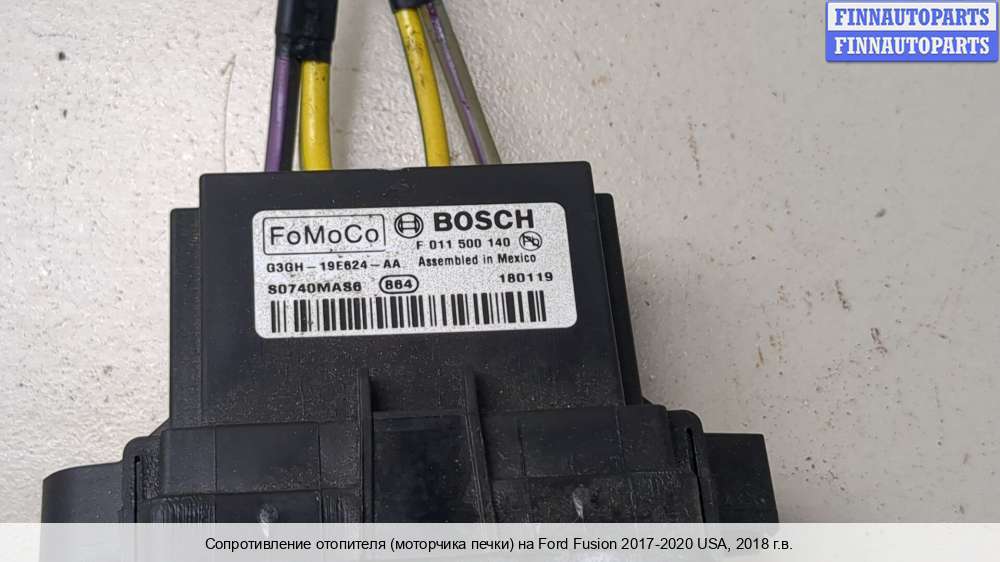 FINNAUTOPARTS
FINNAUTOPARTS
FoMoCo BOSCH
F 011 500 140 Pb
G3GH-19E624-AA Assembled in Mexico
S0740MAS6 864 180119
Сопротивление отопителя (моторчика печки) на Ford Fusion 2017-2020 USA, 2018 г.в.